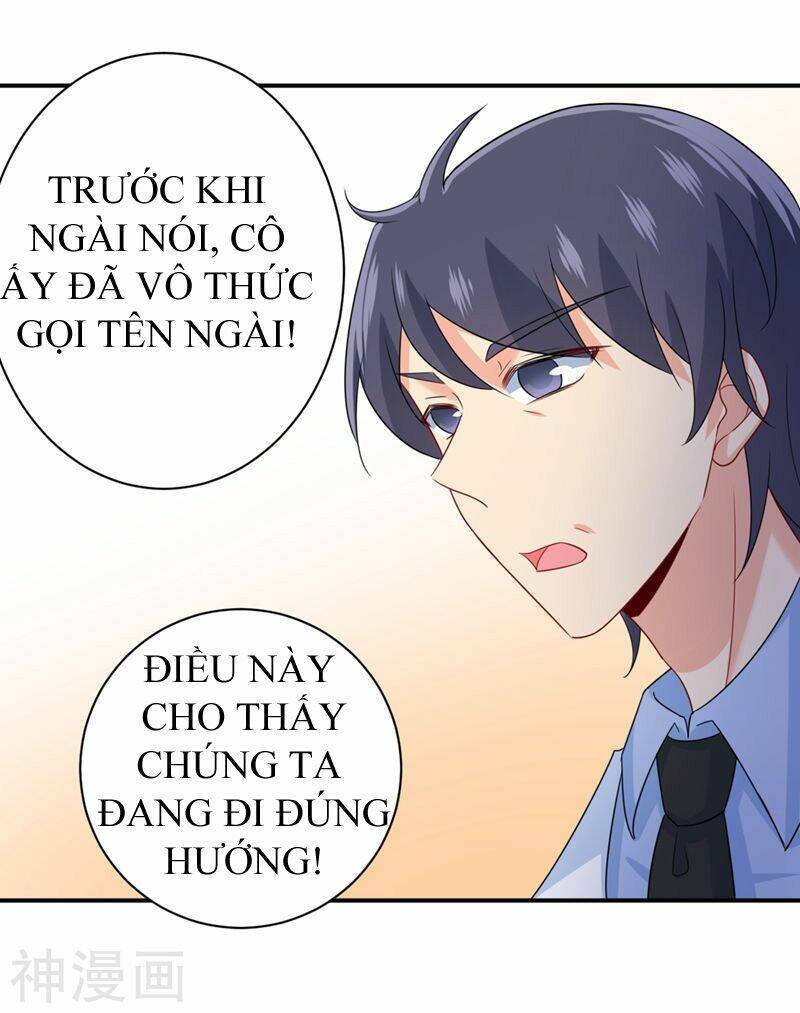 TRƯỚC KHI
NGÀI NÓI, CÔ
ẤY ĐÃ VÔ THỨC
GỌI TÊN NGÀI!
ĐIỀU NÀY
CHO THẤY
CHÚNG TA
ĐANG ĐI ĐÚNG
HƯỚNG!
神漫画